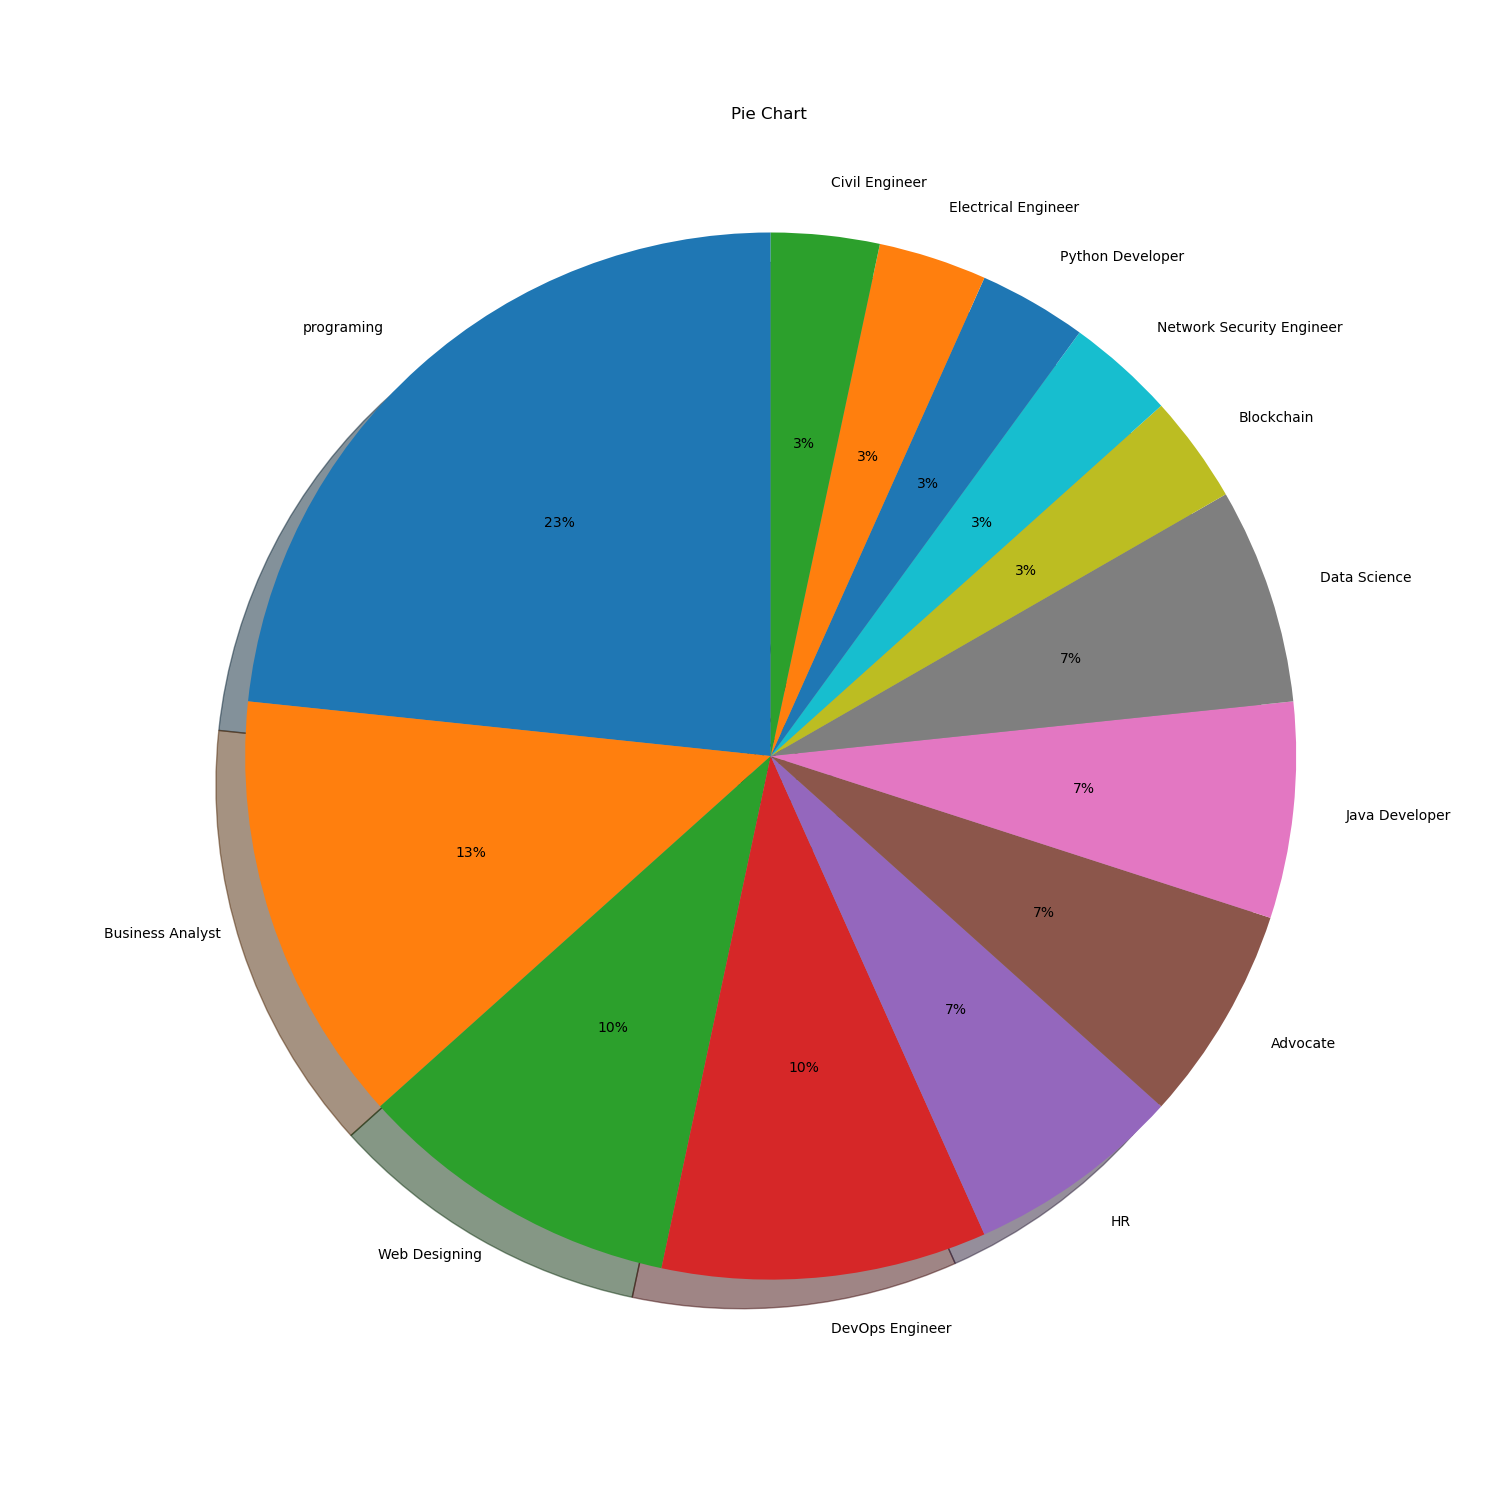 Pie Chart
Civil Engineer
Electrical Engineer
Python Developer
Network Security Engineer
Blockchain
Data Science
Java Developer
Advocate
HR
DevOps Engineer
Web Designing
Business Analyst
programing
3%
3%
3%
3%
3%
7%
7%
7%
7%
10%
10%
13%
23%